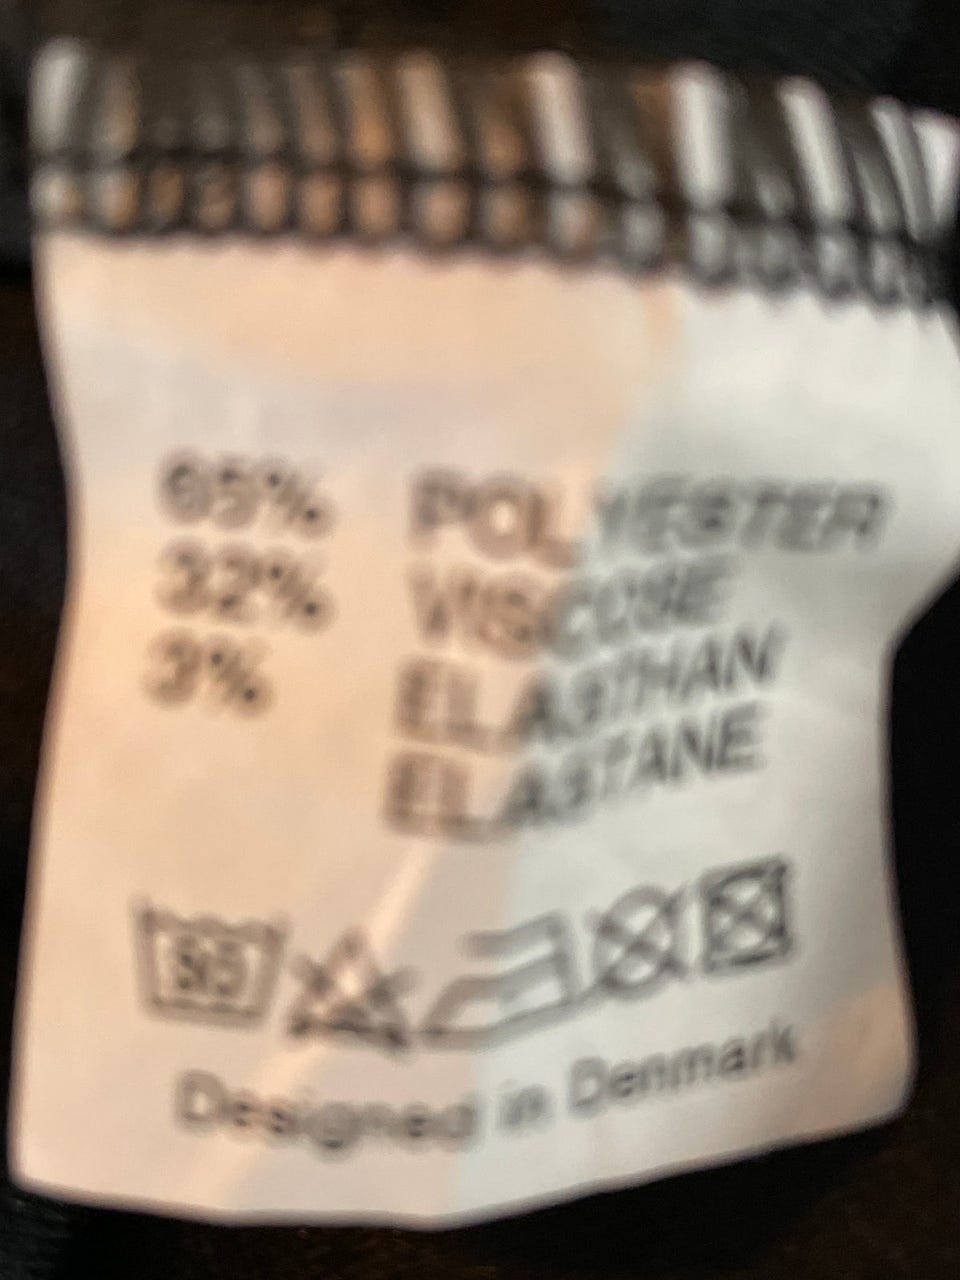 65% POLYESTER
32% VISCOSE
3% ELASTHAN
ELASTANE
Designed in Denmark